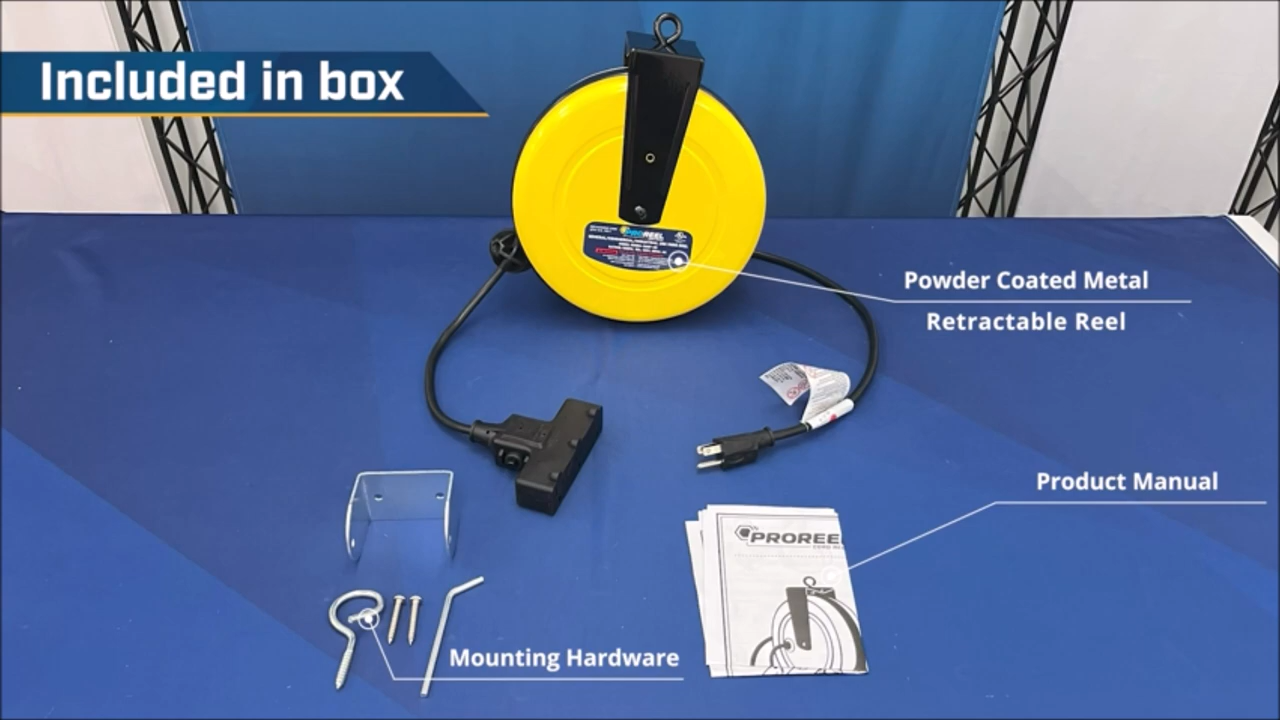 Included in box
PROREEL
Powder Coated Metal
Retractable Reel
Product Manual
PROREE
Mounting Hardware